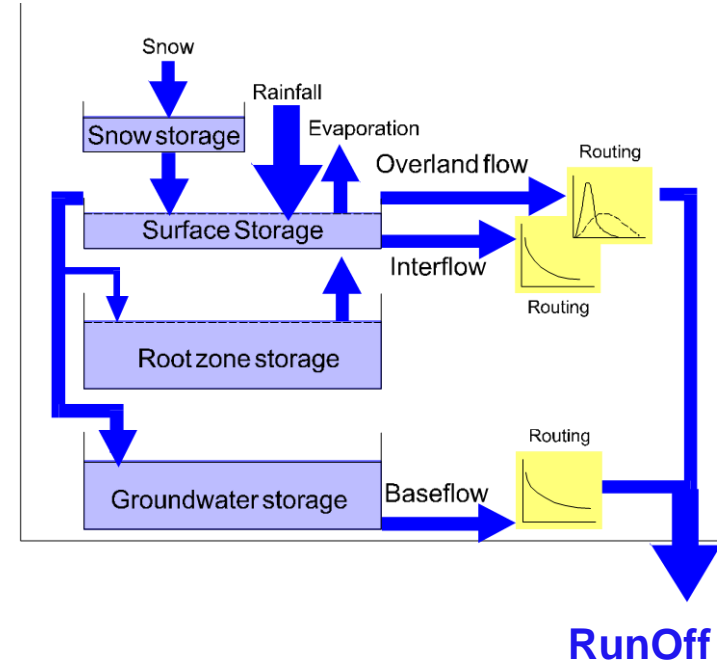 Snow
Rainfall
Snow storage
Evaporation
Overland flow
Routing
Surface Storage
Interflow
Routing
Root zone storage
Routing
Groundwater storage
Baseflow
RunOff